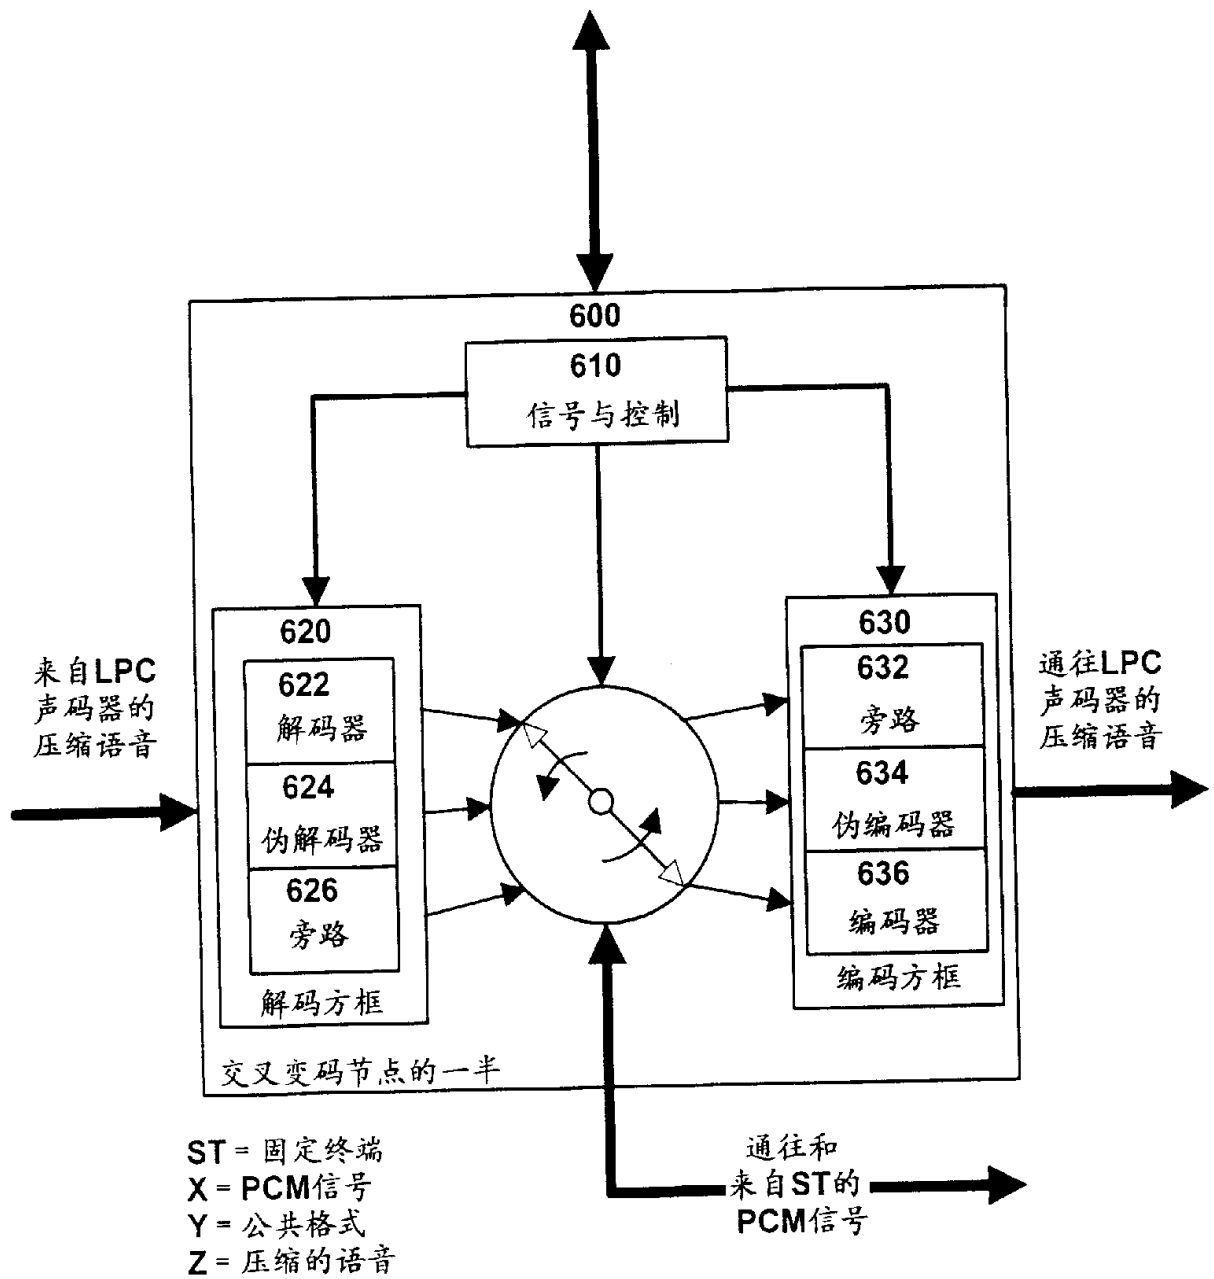 600
610
信号与控制
620
622
解码器
624
伪解码器
626
旁路
解码方框
630
632
旁路
634
伪编码器
636
编码器
编码方框
来自LPC
声码器的
压缩语音
通往LPC
声码器的
压缩语音
交叉变码节点的一半
ST = 固定终端
X = PCM信号
Y = 公共格式
Z = 压缩的语音
通往和
来自ST的
PCM信号